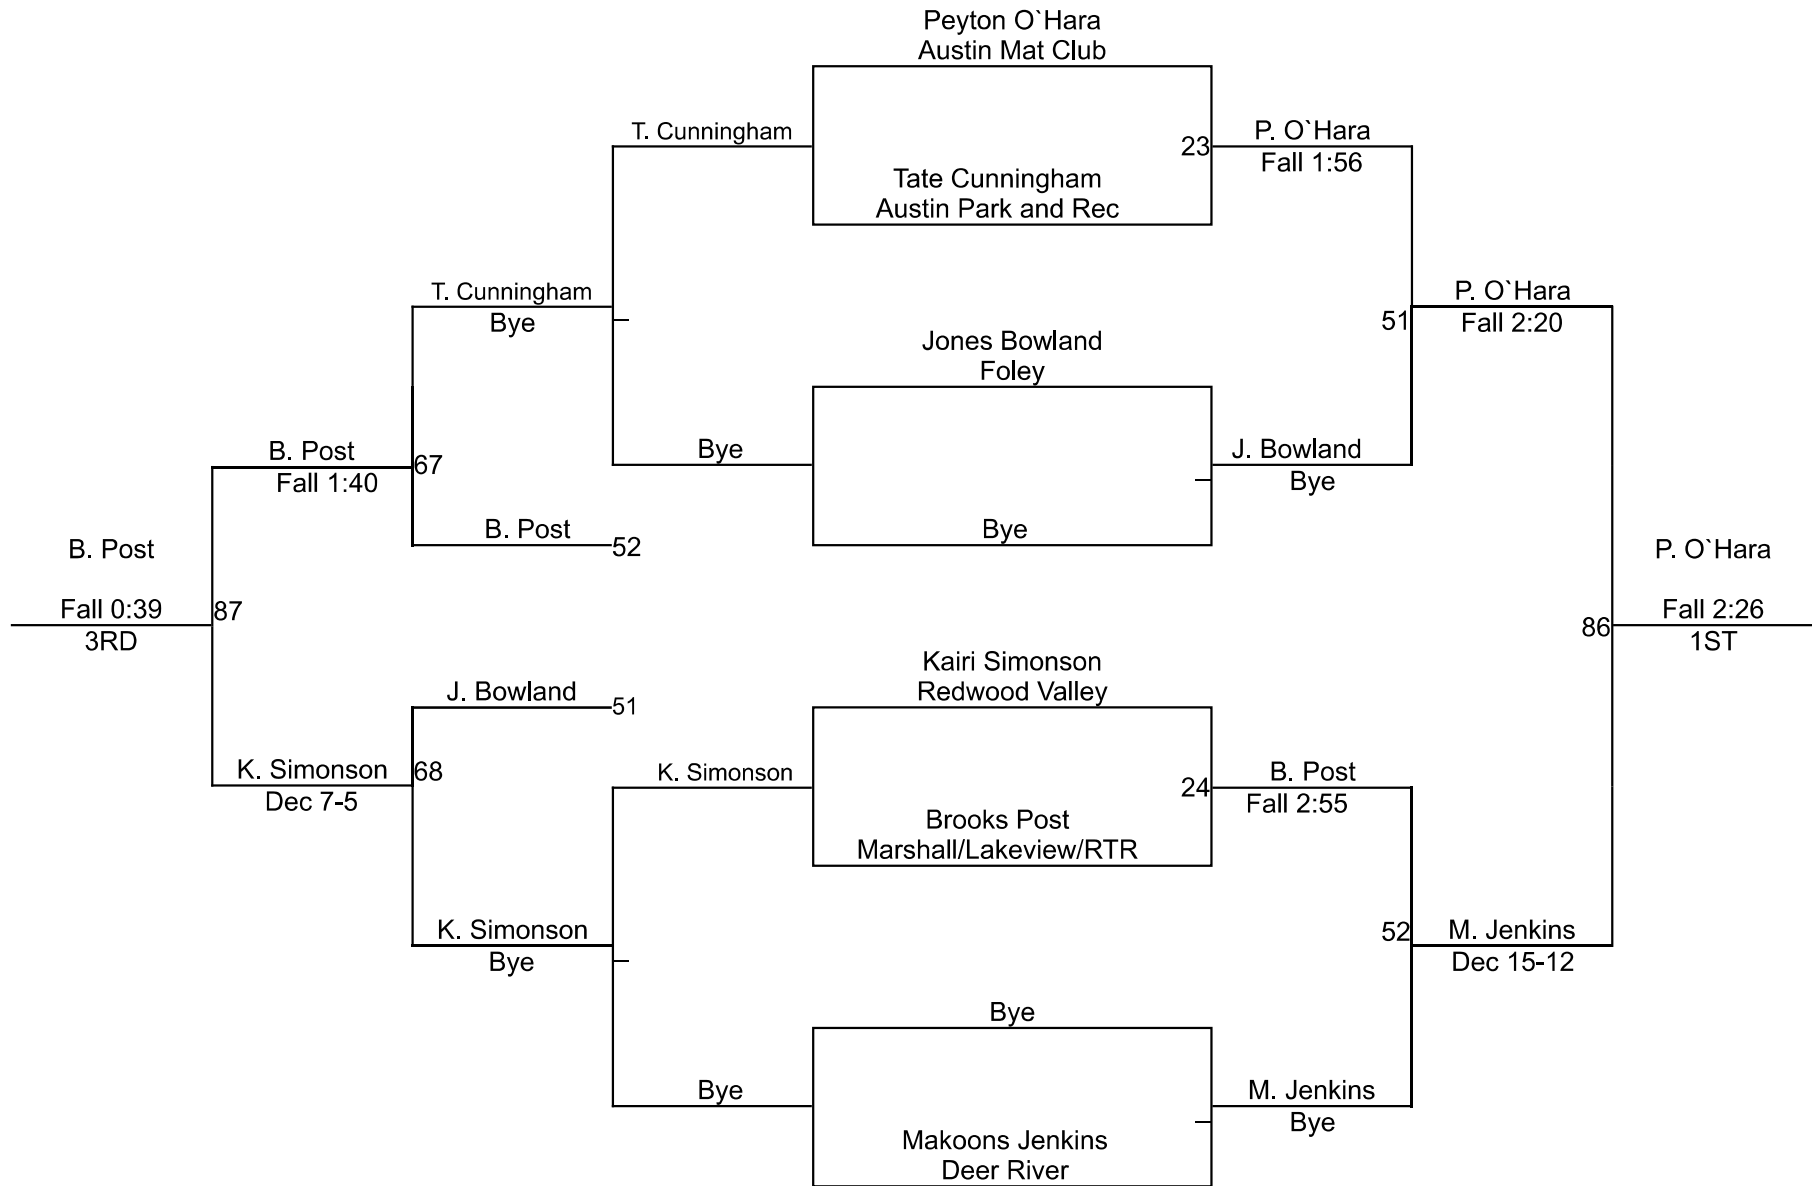 Peyton O`Hara
Austin Mat Club
T. Cunningham
23
P. O`Hara
Fall 1:56
Tate Cunningham
Austin Park and Rec
T. Cunningham
Bye
51
P. O`Hara
Fall 2:20
Jones Bowland
Foley
B. Post
Fall 1:40
67
Bye
J. Bowland
Bye
B. Post
52
Bye
B. Post
Fall 0:39
3RD
87
P. O`Hara
Fall 2:26
1ST
86
J. Bowland
51
Kairi Simonson
Redwood Valley
K. Simonson
Dec 7-5
68
K. Simonson
24
B. Post
Fall 2:55
Brooks Post
Marshall/Lakeview/RTR
K. Simonson
Bye
52
M. Jenkins
Dec 15-12
Bye
Bye
M. Jenkins
Bye
Makoons Jenkins
Deer River